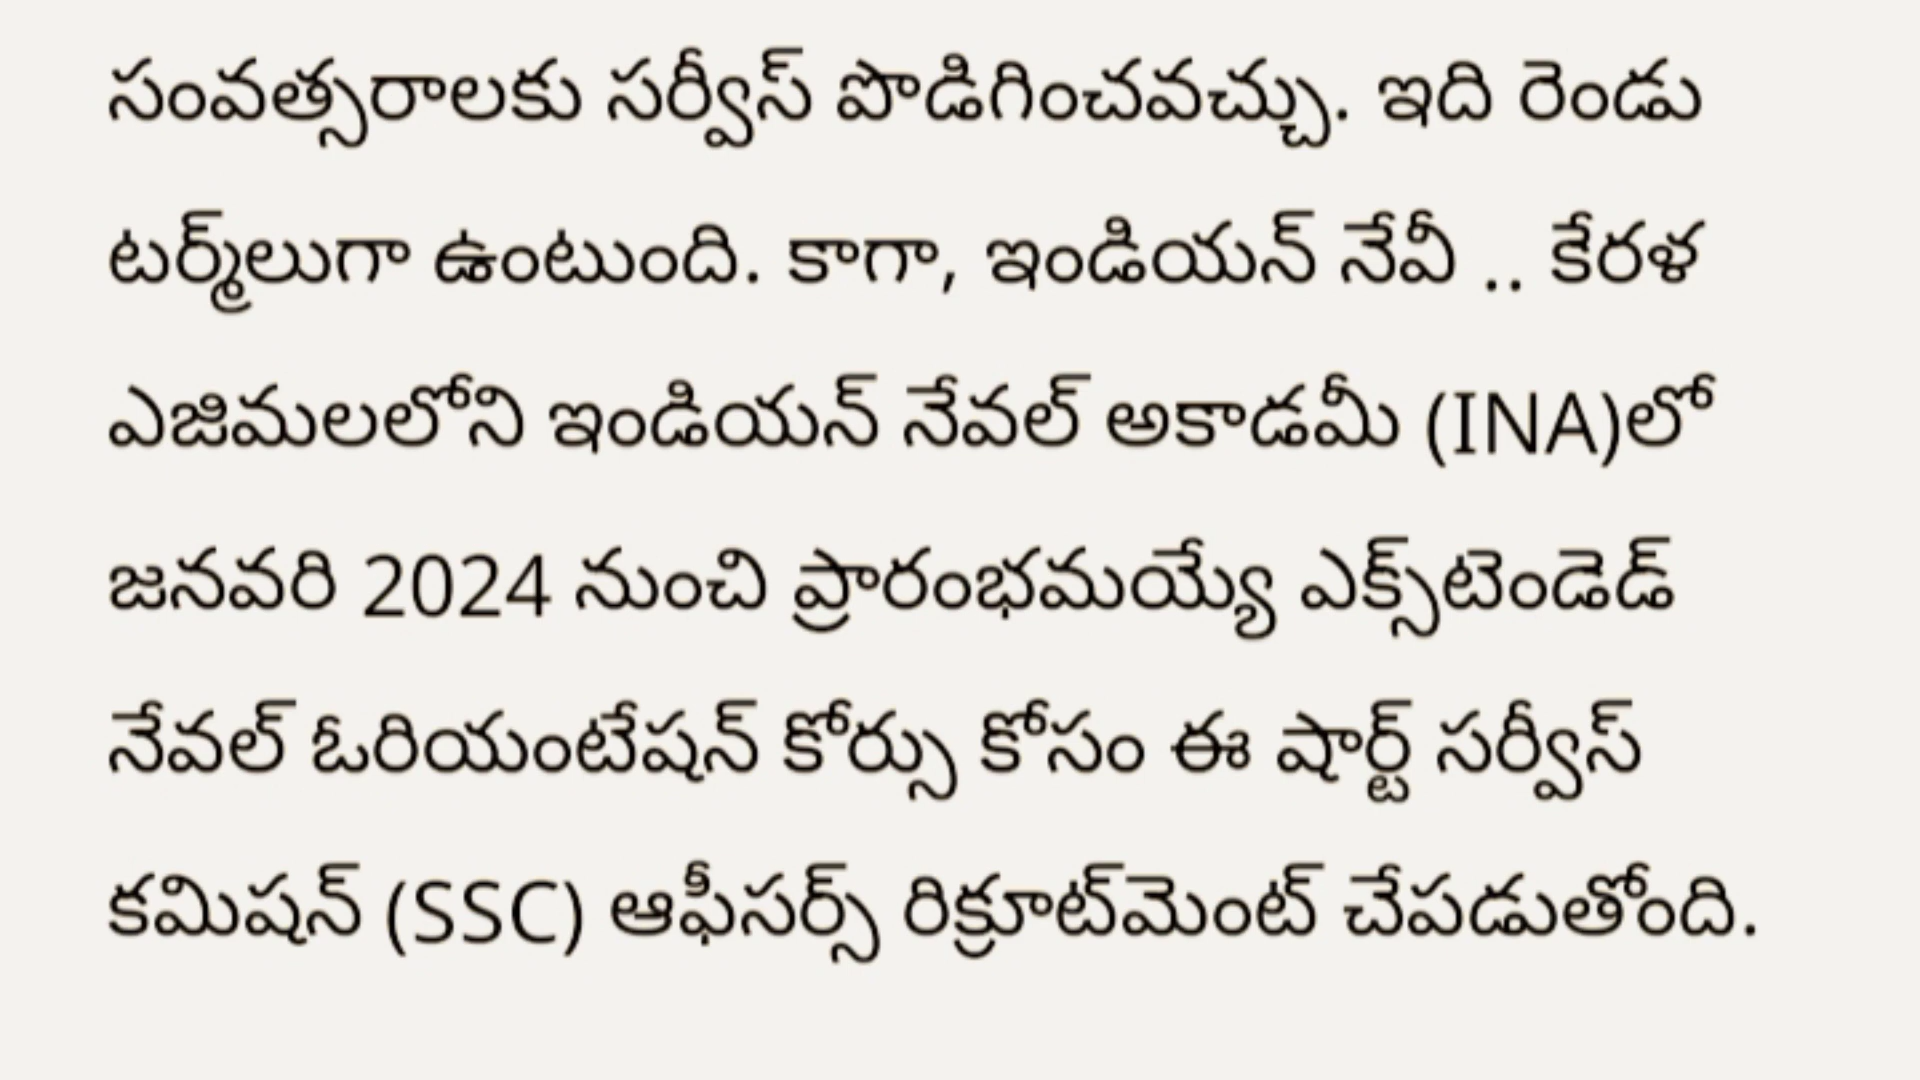 సంవత్సరాలకు సర్వీస్ పొడిగించవచ్చు. ఇది రెండు
టర్మ్‌లుగా ఉంటుంది. కాగా, ఇండియన్ నేవీ .. కేరళ
ఎజిమలలోని ఇండియన్ నేవల్ అకాడమీ (INA)లో
జనవరి 2024 నుంచి ప్రారంభమయ్యే ఎక్స్‌టెండెడ్
నేవల్ ఓరియంటేషన్ కోర్సు కోసం ఈ షార్ట్ సర్వీస్
కమిషన్ (SSC) ఆఫీసర్స్ రిక్రూట్‌మెంట్ చేపడుతోంది.